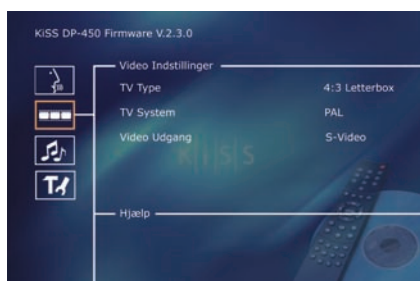 KiSS DP-450 Firmware V.2.3.0
Video Indstillinger
TV Type 4:3 Letterbox
TV System PAL
Video Udgang S-Video
KISS
Hjælp